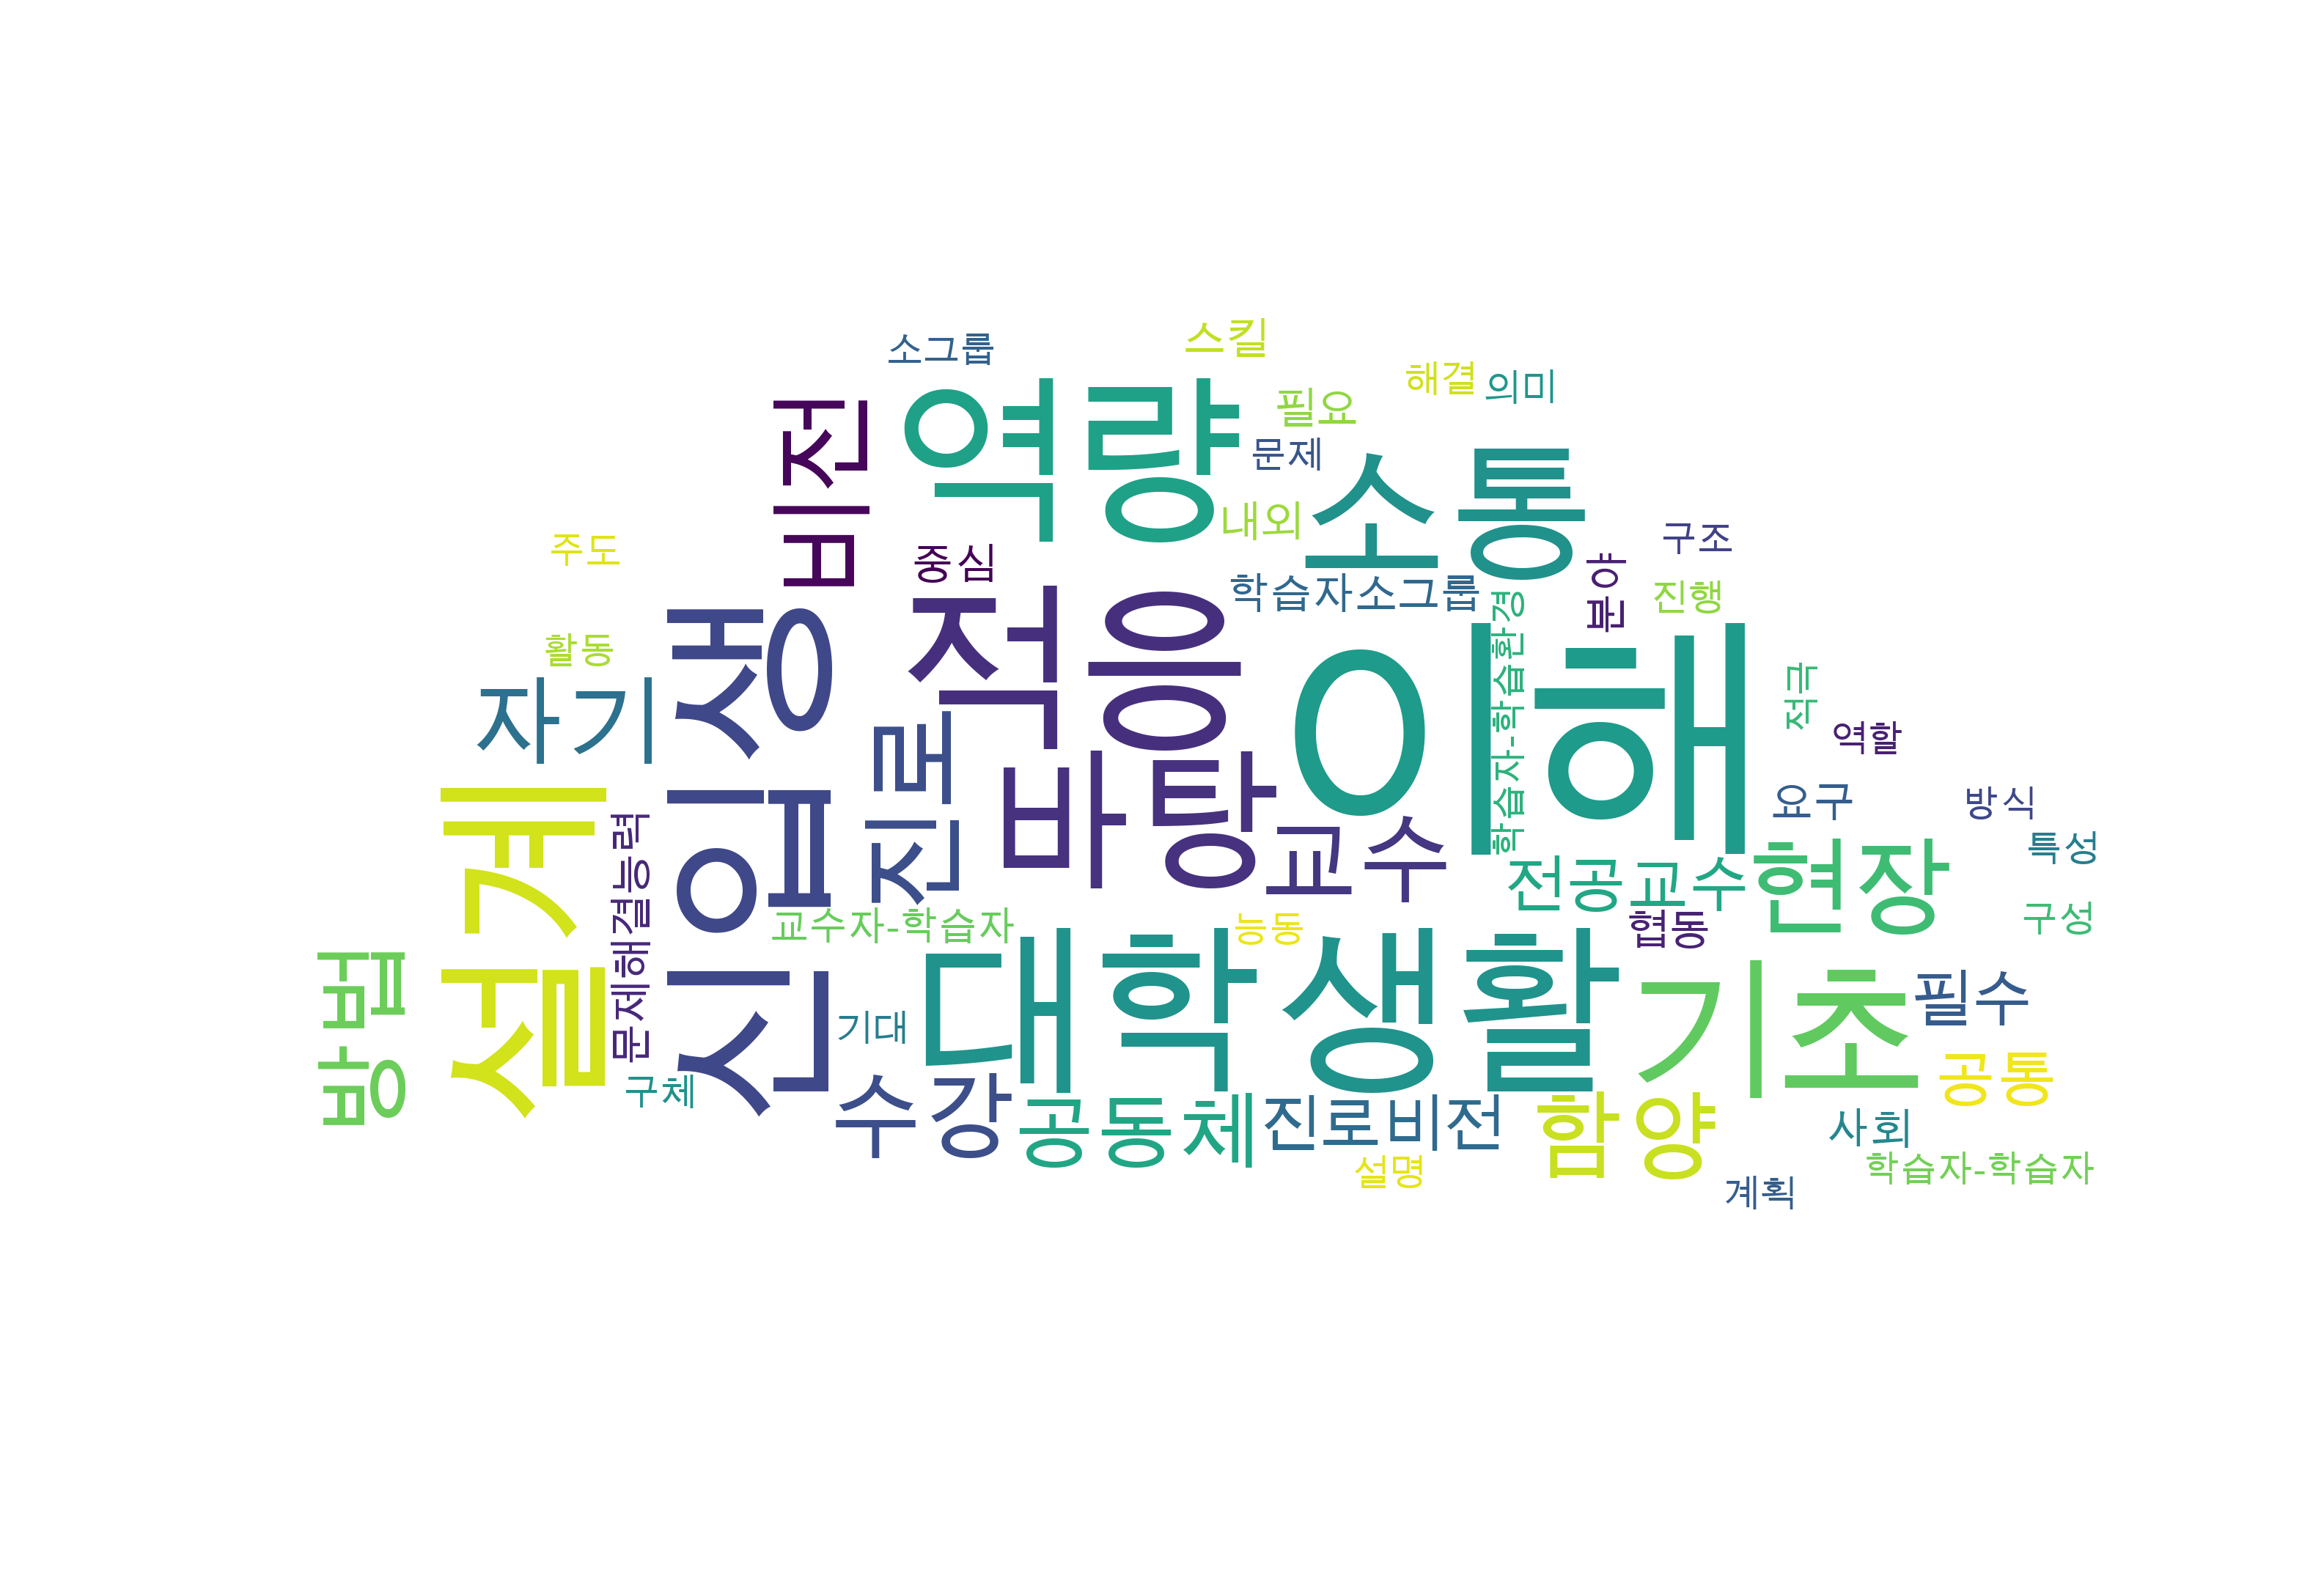 소그룹
스킬
해결
의미
필요
역량
비전
문제
소통
내외
구조
주도
중심
학습자소그룹
분야
진행
활동
적응
이해
학습자-학습환경
적극
자기
신입생
진로
역할
바탕
교수
요구
방식
설계
문제해결능력
특성
전공교수
현장
구성
교수자-학습자
능동
협동
방법
대학생활
기초
필수
기대
구체
수강
공동체
진로비전
함양
공통
사회
설명
학습자-학습자
계획